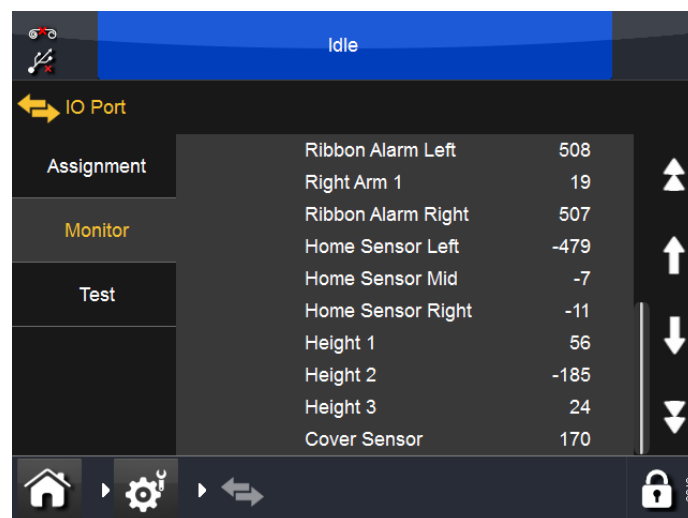 Idle
IO Port
Assignment
Monitor
Test
Ribbon Alarm Left 508
Right Arm 1 19
Ribbon Alarm Right 507
Home Sensor Left -479
Home Sensor Mid -7
Home Sensor Right -11
Height 1 56
Height 2 -185
Height 3 24
Cover Sensor 170